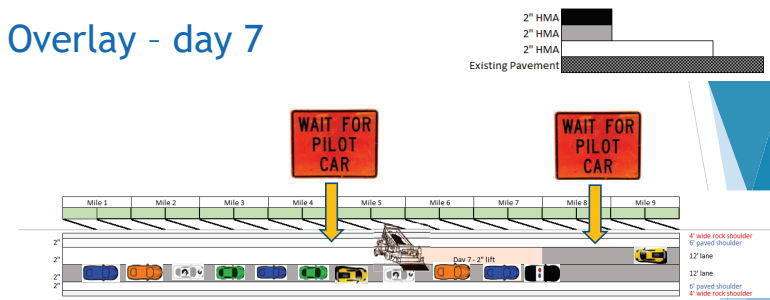 Overlay – day 7
2" HMA
2" HMA
2" HMA
Existing Pavement
WAIT FOR
PILOT
CAR
WAIT FOR
PILOT
CAR
Mile 1 Mile 2 Mile 3 Mile 4 Mile 5 Mile 6 Mile 7 Mile 8 Mile 9
4' wide rock shoulder
2" 6' paved shoulder
2" Day 7 - 2" lift 12' lane
2" 12' lane
2" 6' paved shoulder
4' wide rock shoulder